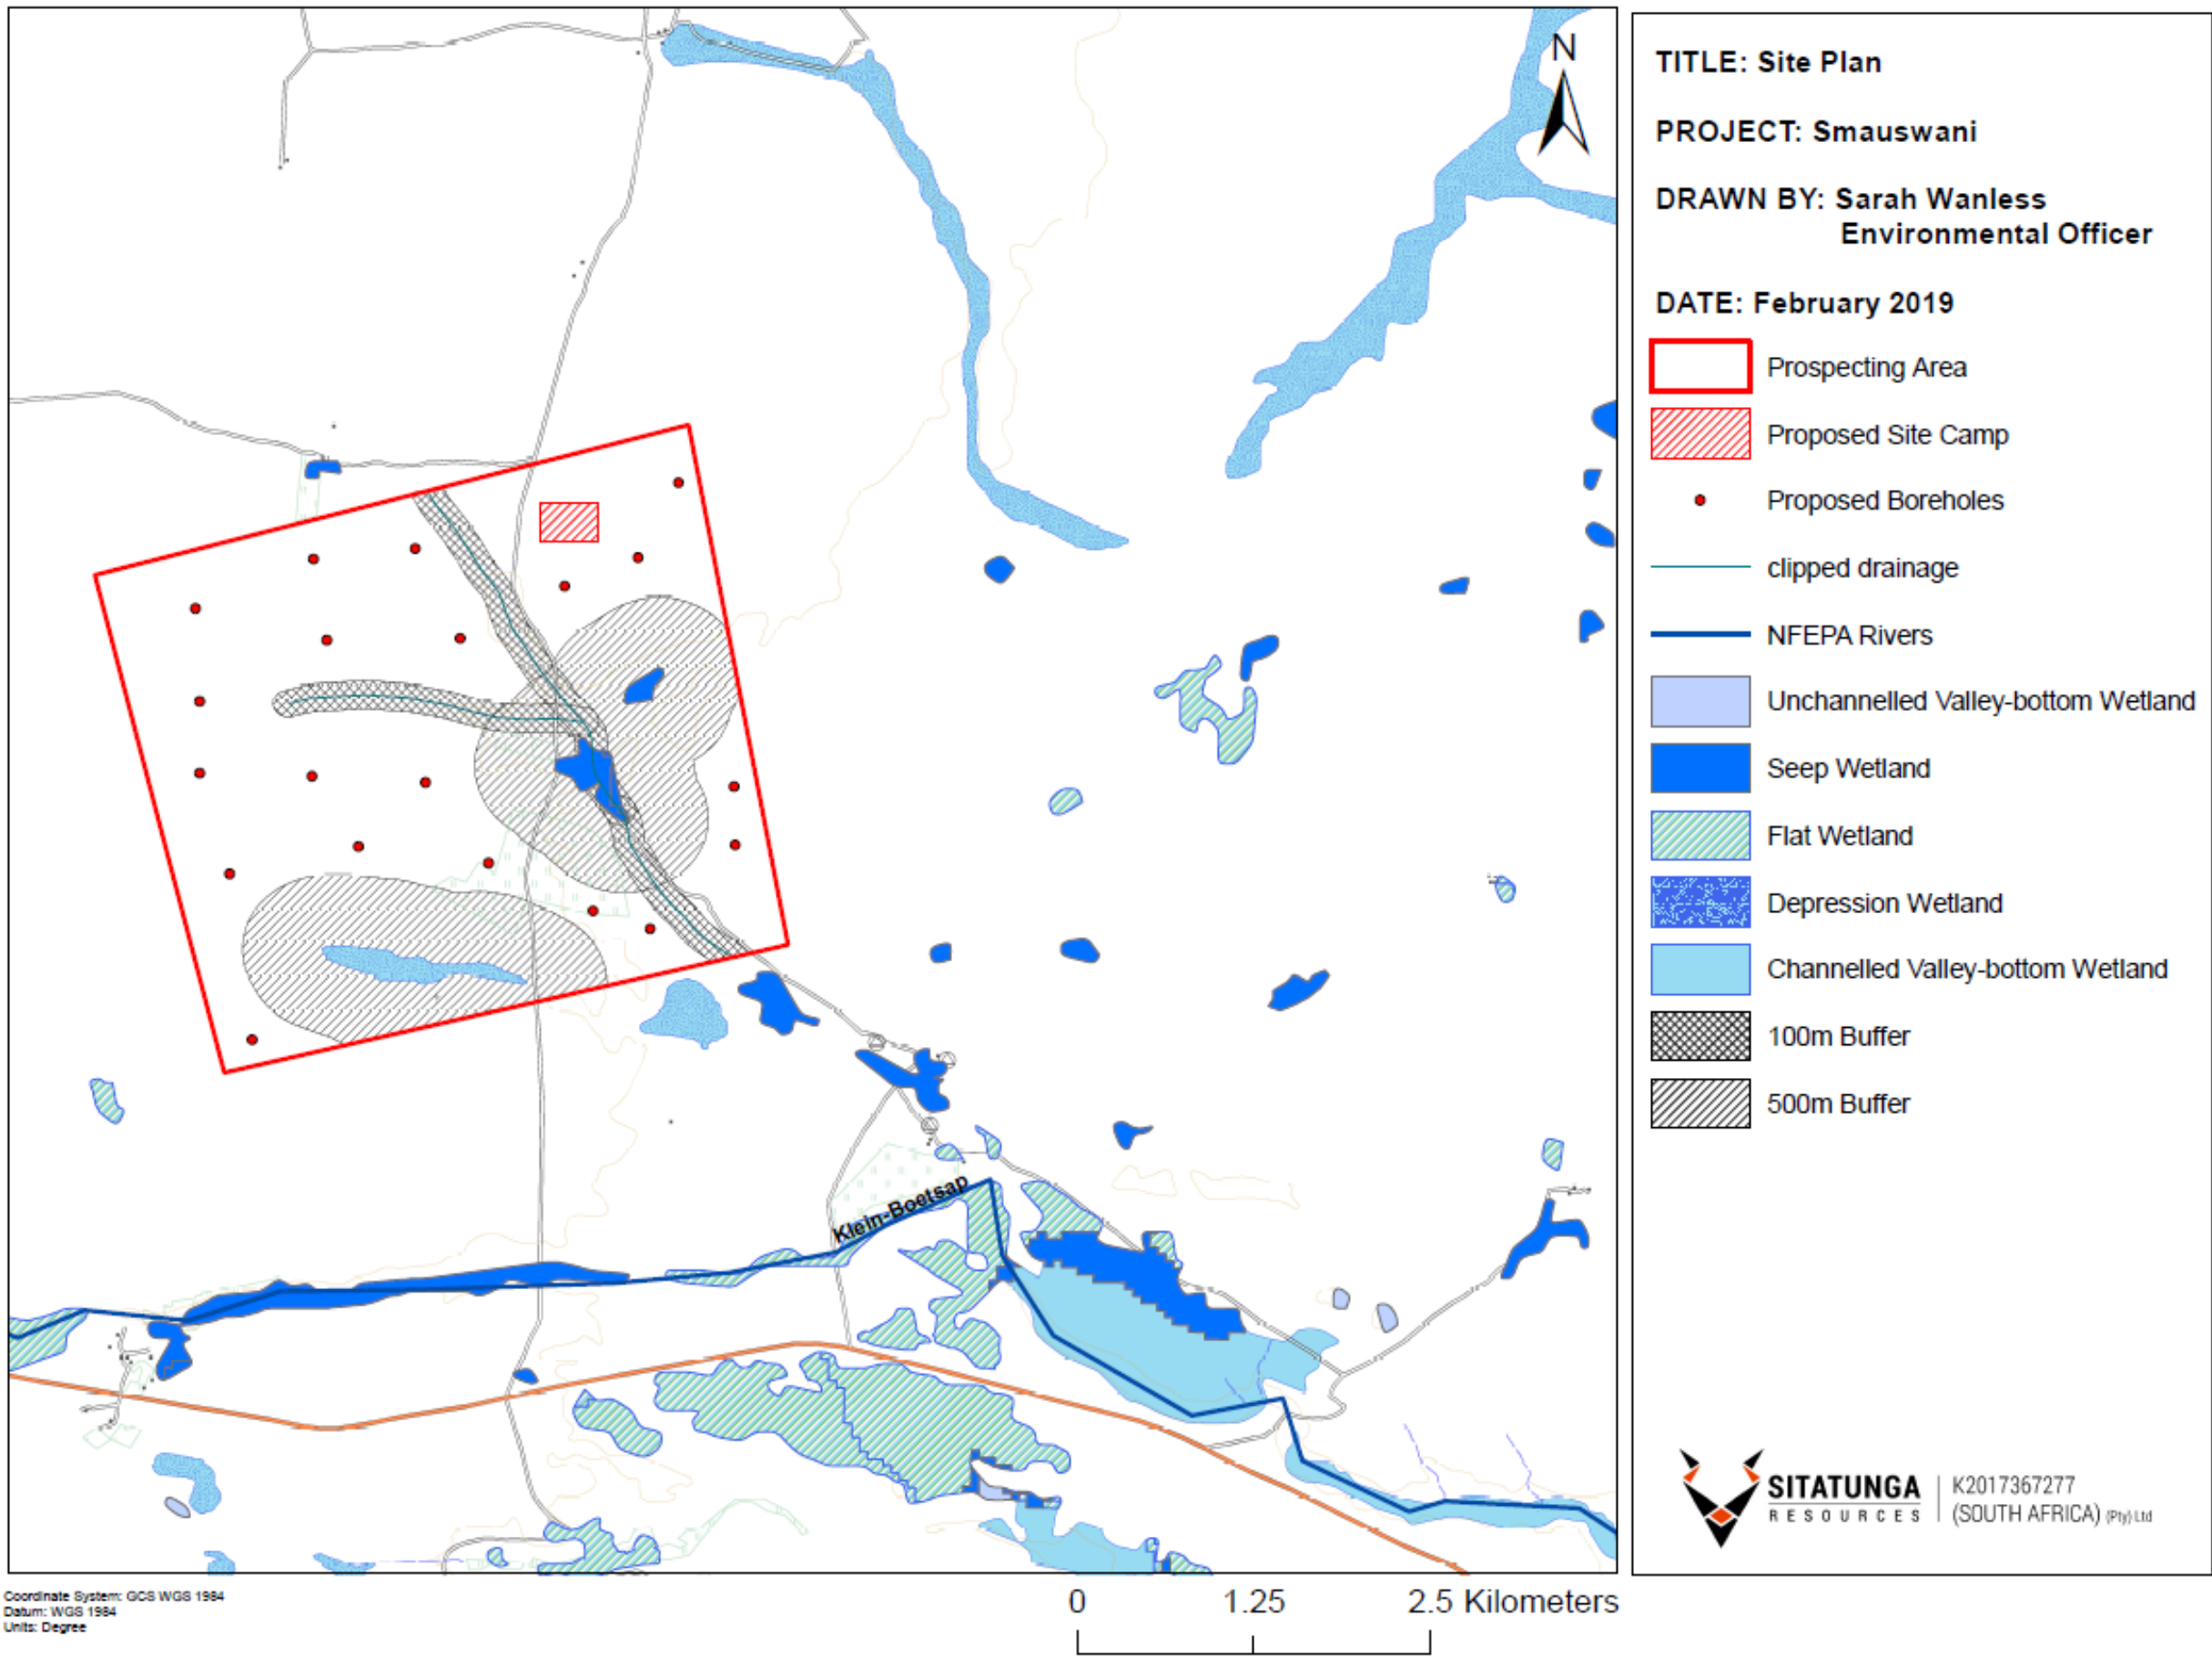 N
Klein-Boetsap
TITLE: Site Plan
PROJECT: Smauswani
DRAWN BY: Sarah Wanless
Environmental Officer
DATE: February 2019
Prospecting Area
Proposed Site Camp
Proposed Boreholes
clipped drainage
NFEPA Rivers
Unchannelled Valley-bottom Wetland
Seep Wetland
Flat Wetland
Depression Wetland
Channelled Valley-bottom Wetland
100m Buffer
500m Buffer
SITATUNGA
RESOURCES
K2017367277
(SOUTH AFRICA) (Pty) Ltd
Coordinate System: GCS WGS 1984
Datum: WGS 1984
Units: Degree
0 1.25 2.5 Kilometers